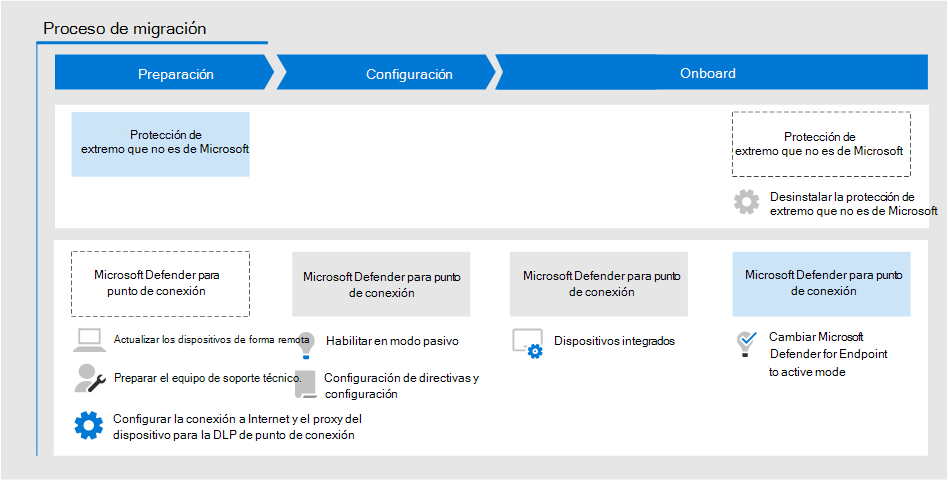 Proceso de migración
Preparación
Configuración
Onboard
Protección de
extremo que no es de Microsoft
Protección de
extremo que no es de Microsoft
Desinstalar la protección de
extremo que no es de Microsoft
Microsoft Defender para
punto de conexión
Microsoft Defender para punto
de conexión
Microsoft Defender para punto
de conexión
Microsoft Defender para punto
de conexión
Actualizar los dispositivos de forma remota
Preparar el equipo de soporte técnico.
Configurar la conexión a Internet y el proxy del
dispositivo para la DLP de punto de conexión
Habilitar en modo pasivo
Configuración de directivas y
configuración
Dispositivos integrados
Cambiar Microsoft
Defender for Endpoint
to active mode